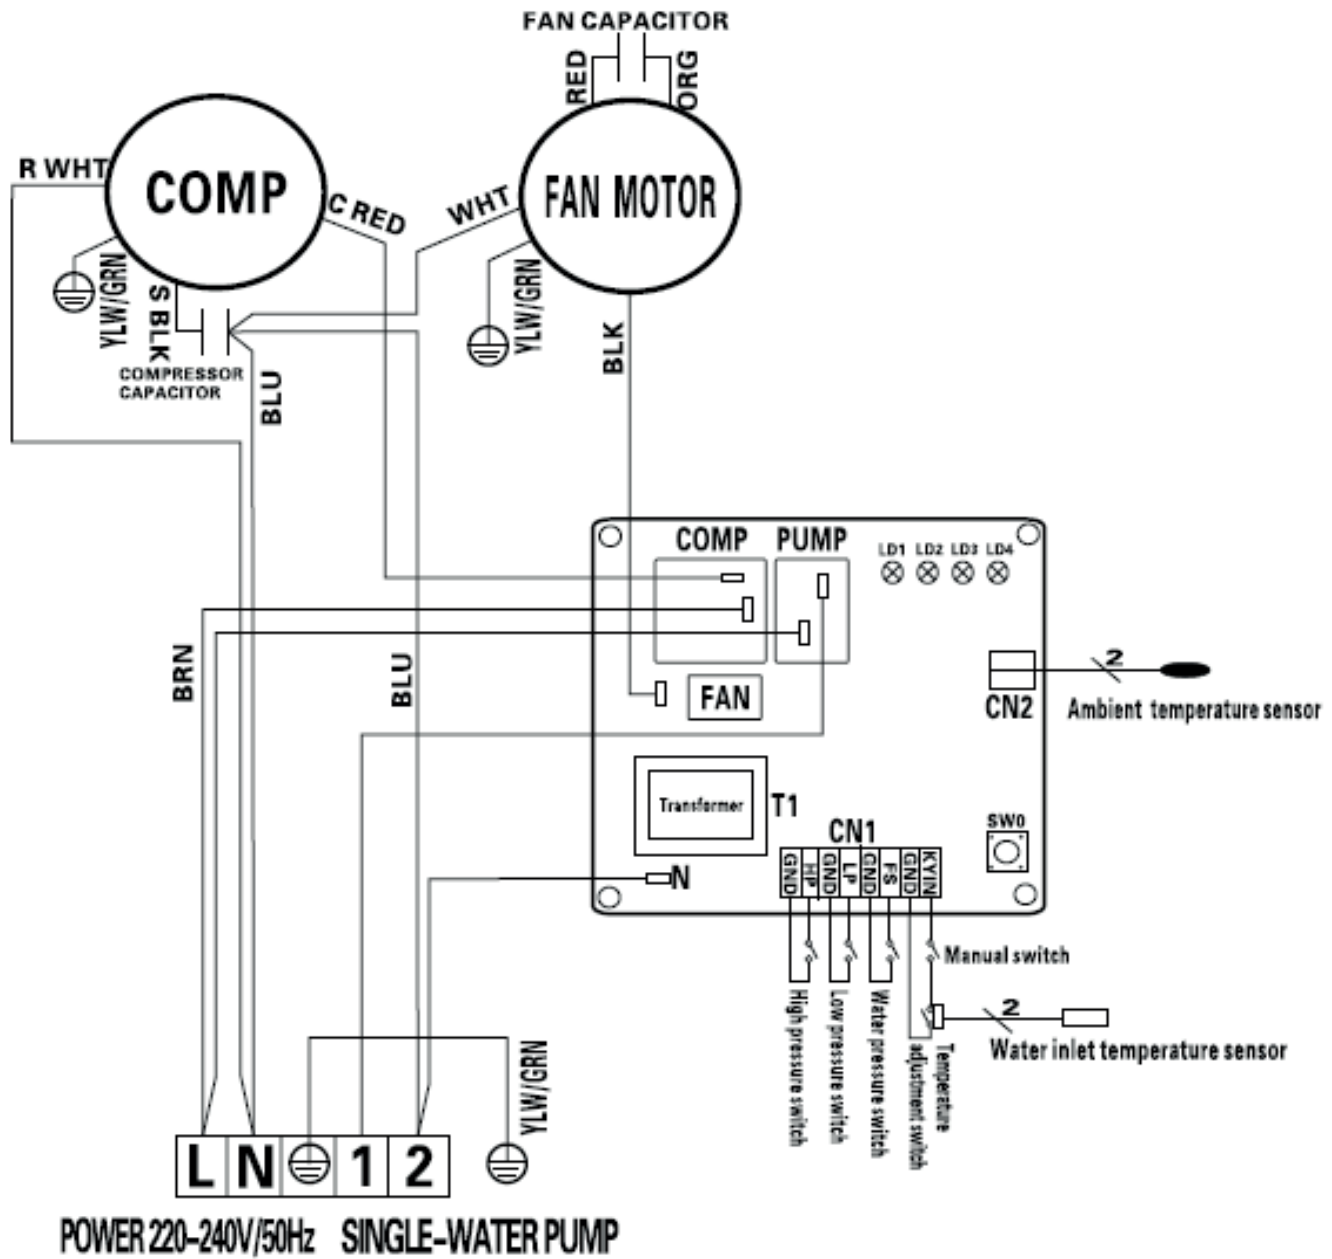 FAN CAPACITOR
RED
ORG
R WHT
COMP
C RED
WHT
FAN MOTOR
YLW/GRN
S BLK
COMPRESSOR
CAPACITOR
BLU
YLW/GRN
BLK
COMP
PUMP
LD1 LD2 LD3 LD4
BRN
BLU
FAN
2
CN2
Ambient temperature sensor
Transformer
T1
CN1
SW0
N
GND
HP
GND
LP
GND
FS
GND
KYIN
Manual switch
High pressure switch
Low pressure switch
Water pressure switch
Temperature
adjustment switch
2
Water inlet temperature sensor
YLW/GRN
L N 1 2
POWER 220-240V/50Hz SINGLE-WATER PUMP